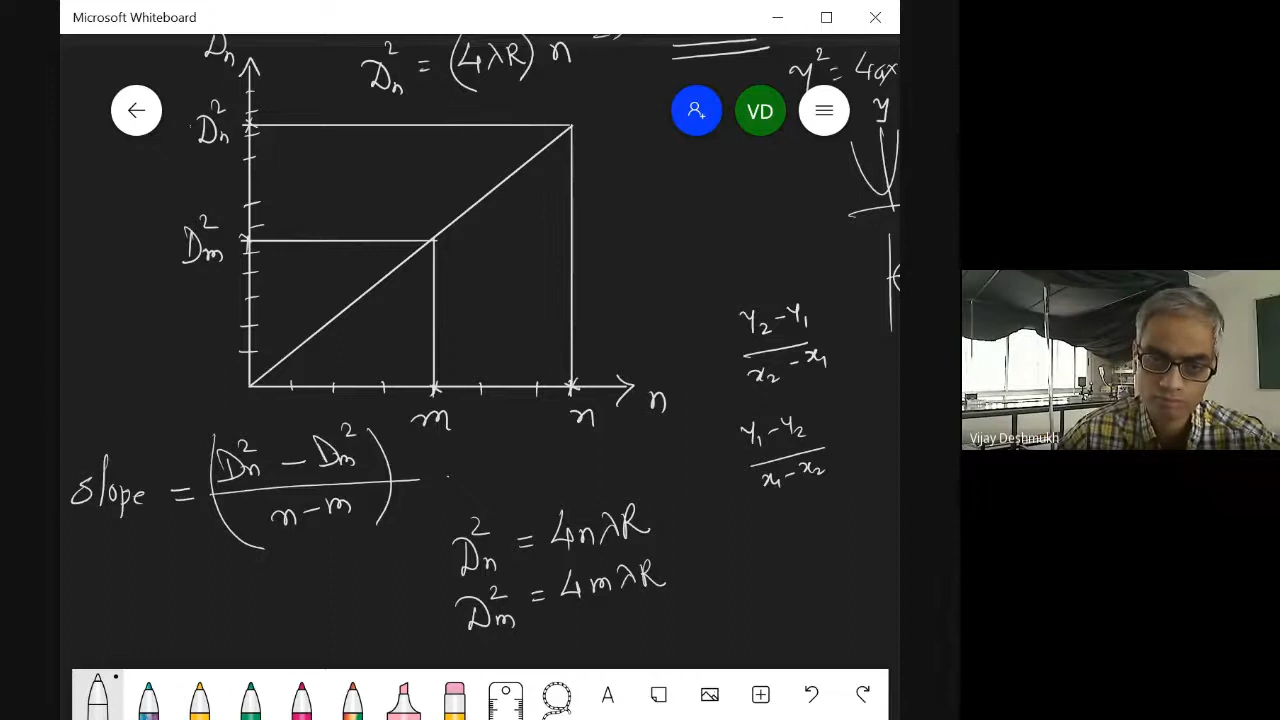 Microsoft Whiteboard
Dₙ
Dₙ² = (4λR) n
y² = 4ax
y
VD
Dₙ²
Dₘ²
m
n
n
y₂ - y₁
x₂ - x₁
y₁ - y₂
x₁ - x₂
slope = (Dₙ² - Dₘ²
n - m)
Dₙ² = 4nλR
Dₘ² = 4mλR
Vijay Deshmukh
A